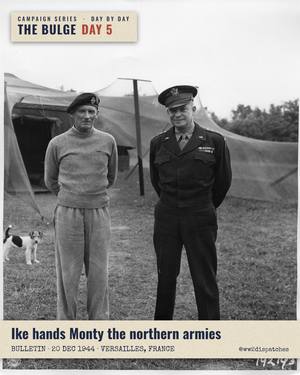 CAMPAIGN SERIES · DAY BY DAY
THE BULGE DAY 5
Ike hands Monty the northern armies
BULLETIN · 20 DEC 1944 · VERSAILLES, FRANCE
@ww2dispatches